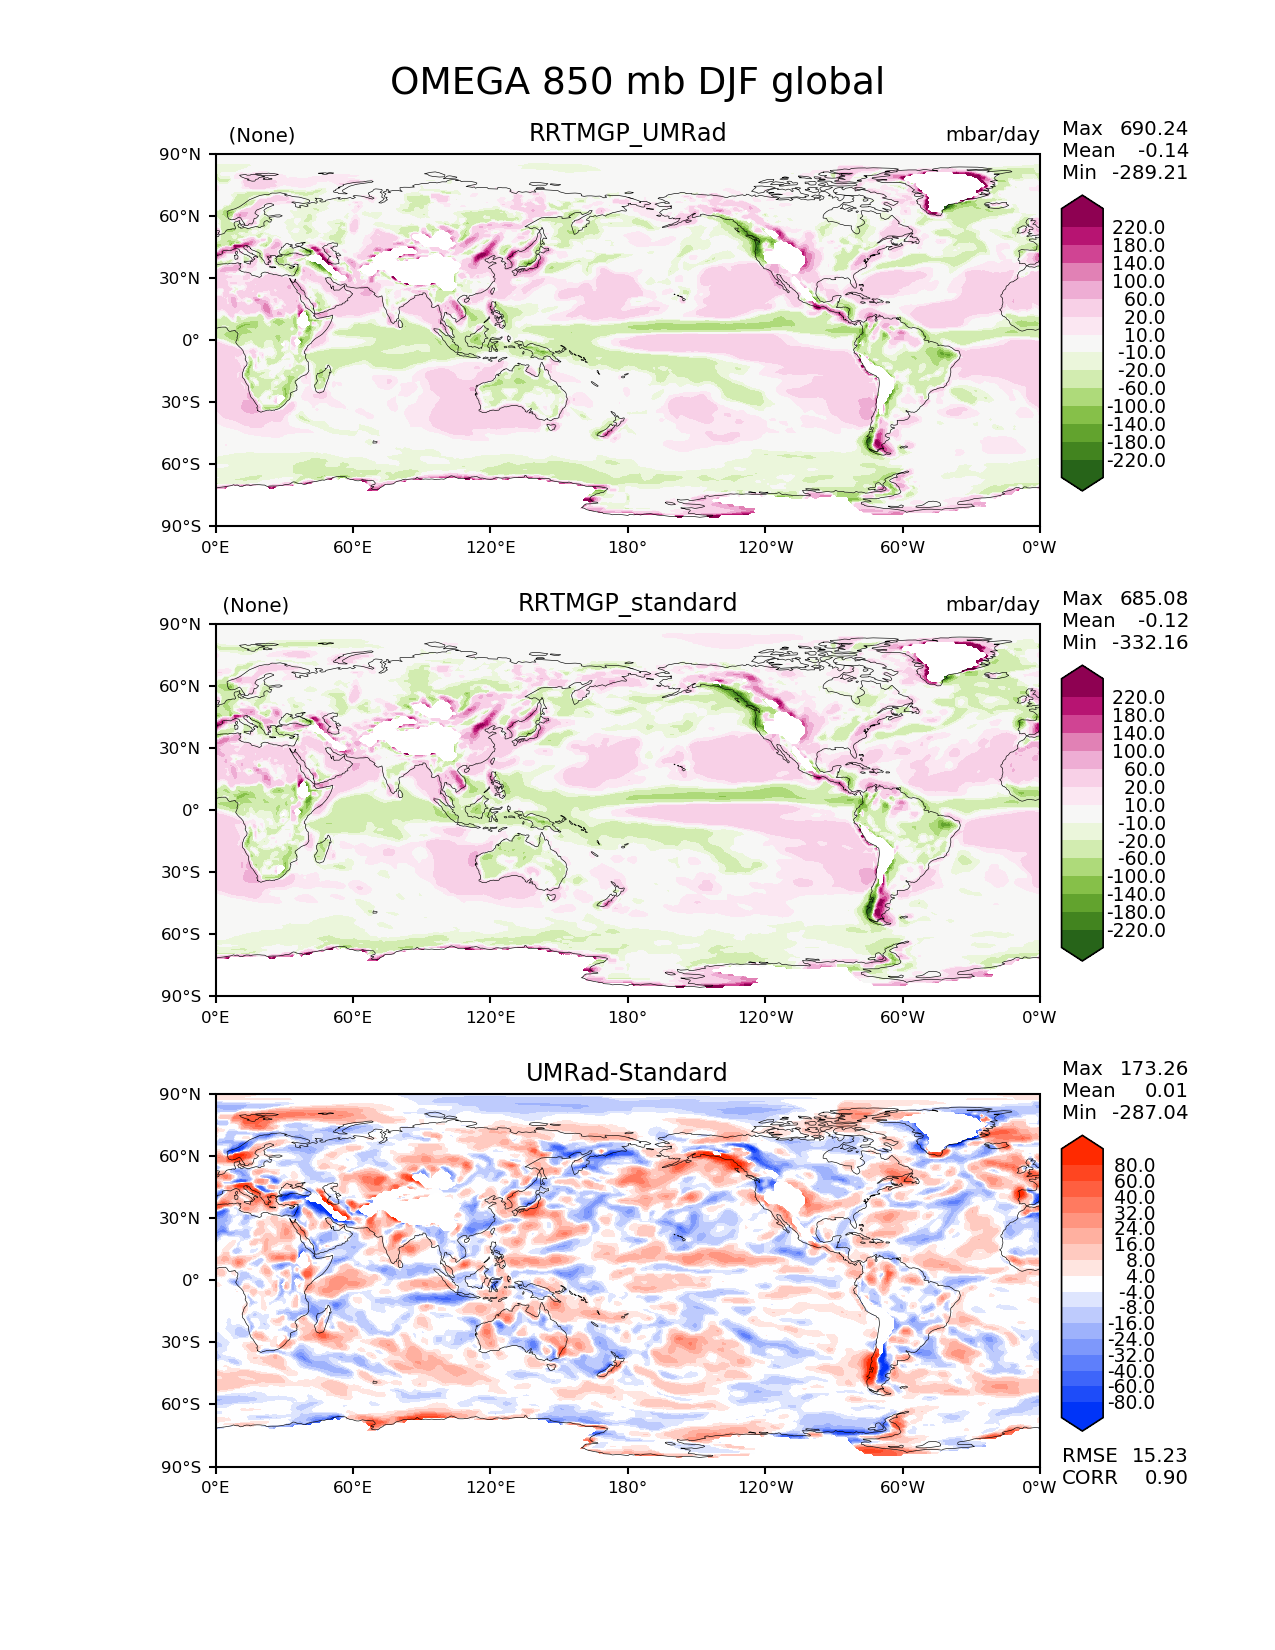 OMEGA 850 mb DJF global
(None) RRTMGP_UMRad mbar/day
Max 690.24
Mean -0.14
Min -289.21
90°N
60°N
30°N
0°
30°S
60°S
90°S
0°E 60°E 120°E 180° 120°W 60°W 0°W
220.0
180.0
140.0
100.0
60.0
20.0
10.0
-10.0
-20.0
-60.0
-100.0
-140.0
-180.0
-220.0
(None) RRTMGP_standard mbar/day
Max 685.08
Mean -0.12
Min -332.16
90°N
60°N
30°N
0°
30°S
60°S
90°S
0°E 60°E 120°E 180° 120°W 60°W 0°W
220.0
180.0
140.0
100.0
60.0
20.0
10.0
-10.0
-20.0
-60.0
-100.0
-140.0
-180.0
-220.0
UMRad-Standard
Max 173.26
Mean 0.01
Min -287.04
90°N
60°N
30°N
0°
30°S
60°S
90°S
0°E 60°E 120°E 180° 120°W 60°W 0°W
80.0
60.0
40.0
32.0
24.0
16.0
8.0
4.0
-4.0
-8.0
-16.0
-24.0
-32.0
-40.0
-60.0
-80.0
RMSE 15.23
CORR 0.90